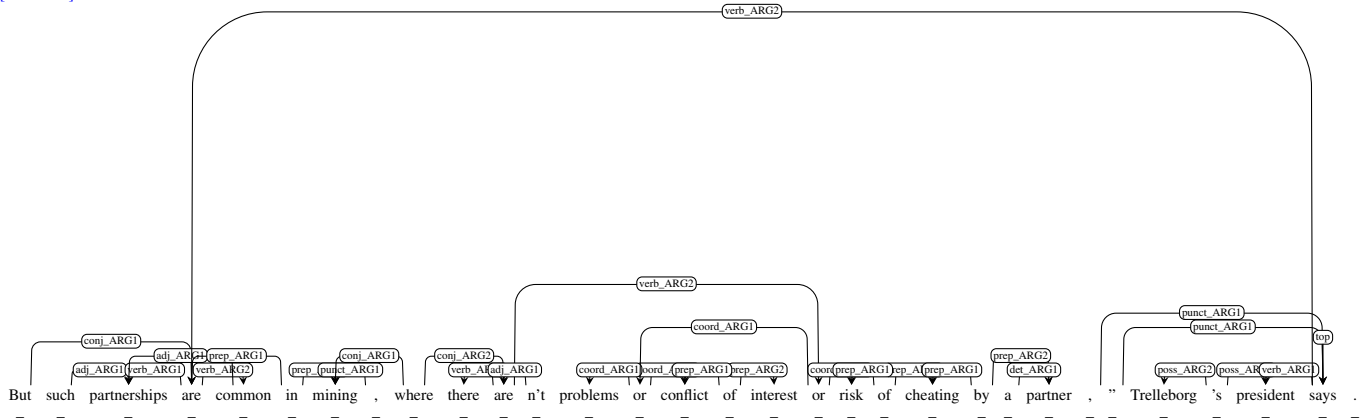 verb_ARG2
verb_ARG2
punct_ARG1
coord_ARG1 punct_ARG1
conj_ARG1 top
adj_ARG1 prep_ARG1 conj_ARG1 conj_ARG2 prep_ARG2
adj_ARG1 verb_ARG1 verb_ARG2 punct_ARG1 adj_ARG1 coord_ARG1 prep_ARG1 prep_ARG2 prep_ARG1 prep_ARG1 det_ARG1 poss_ARG2 verb_ARG1
But such partnerships are common in mining , where there are n't problems or conflict of interest or risk of cheating by a partner , ” Trelleborg 's president says .